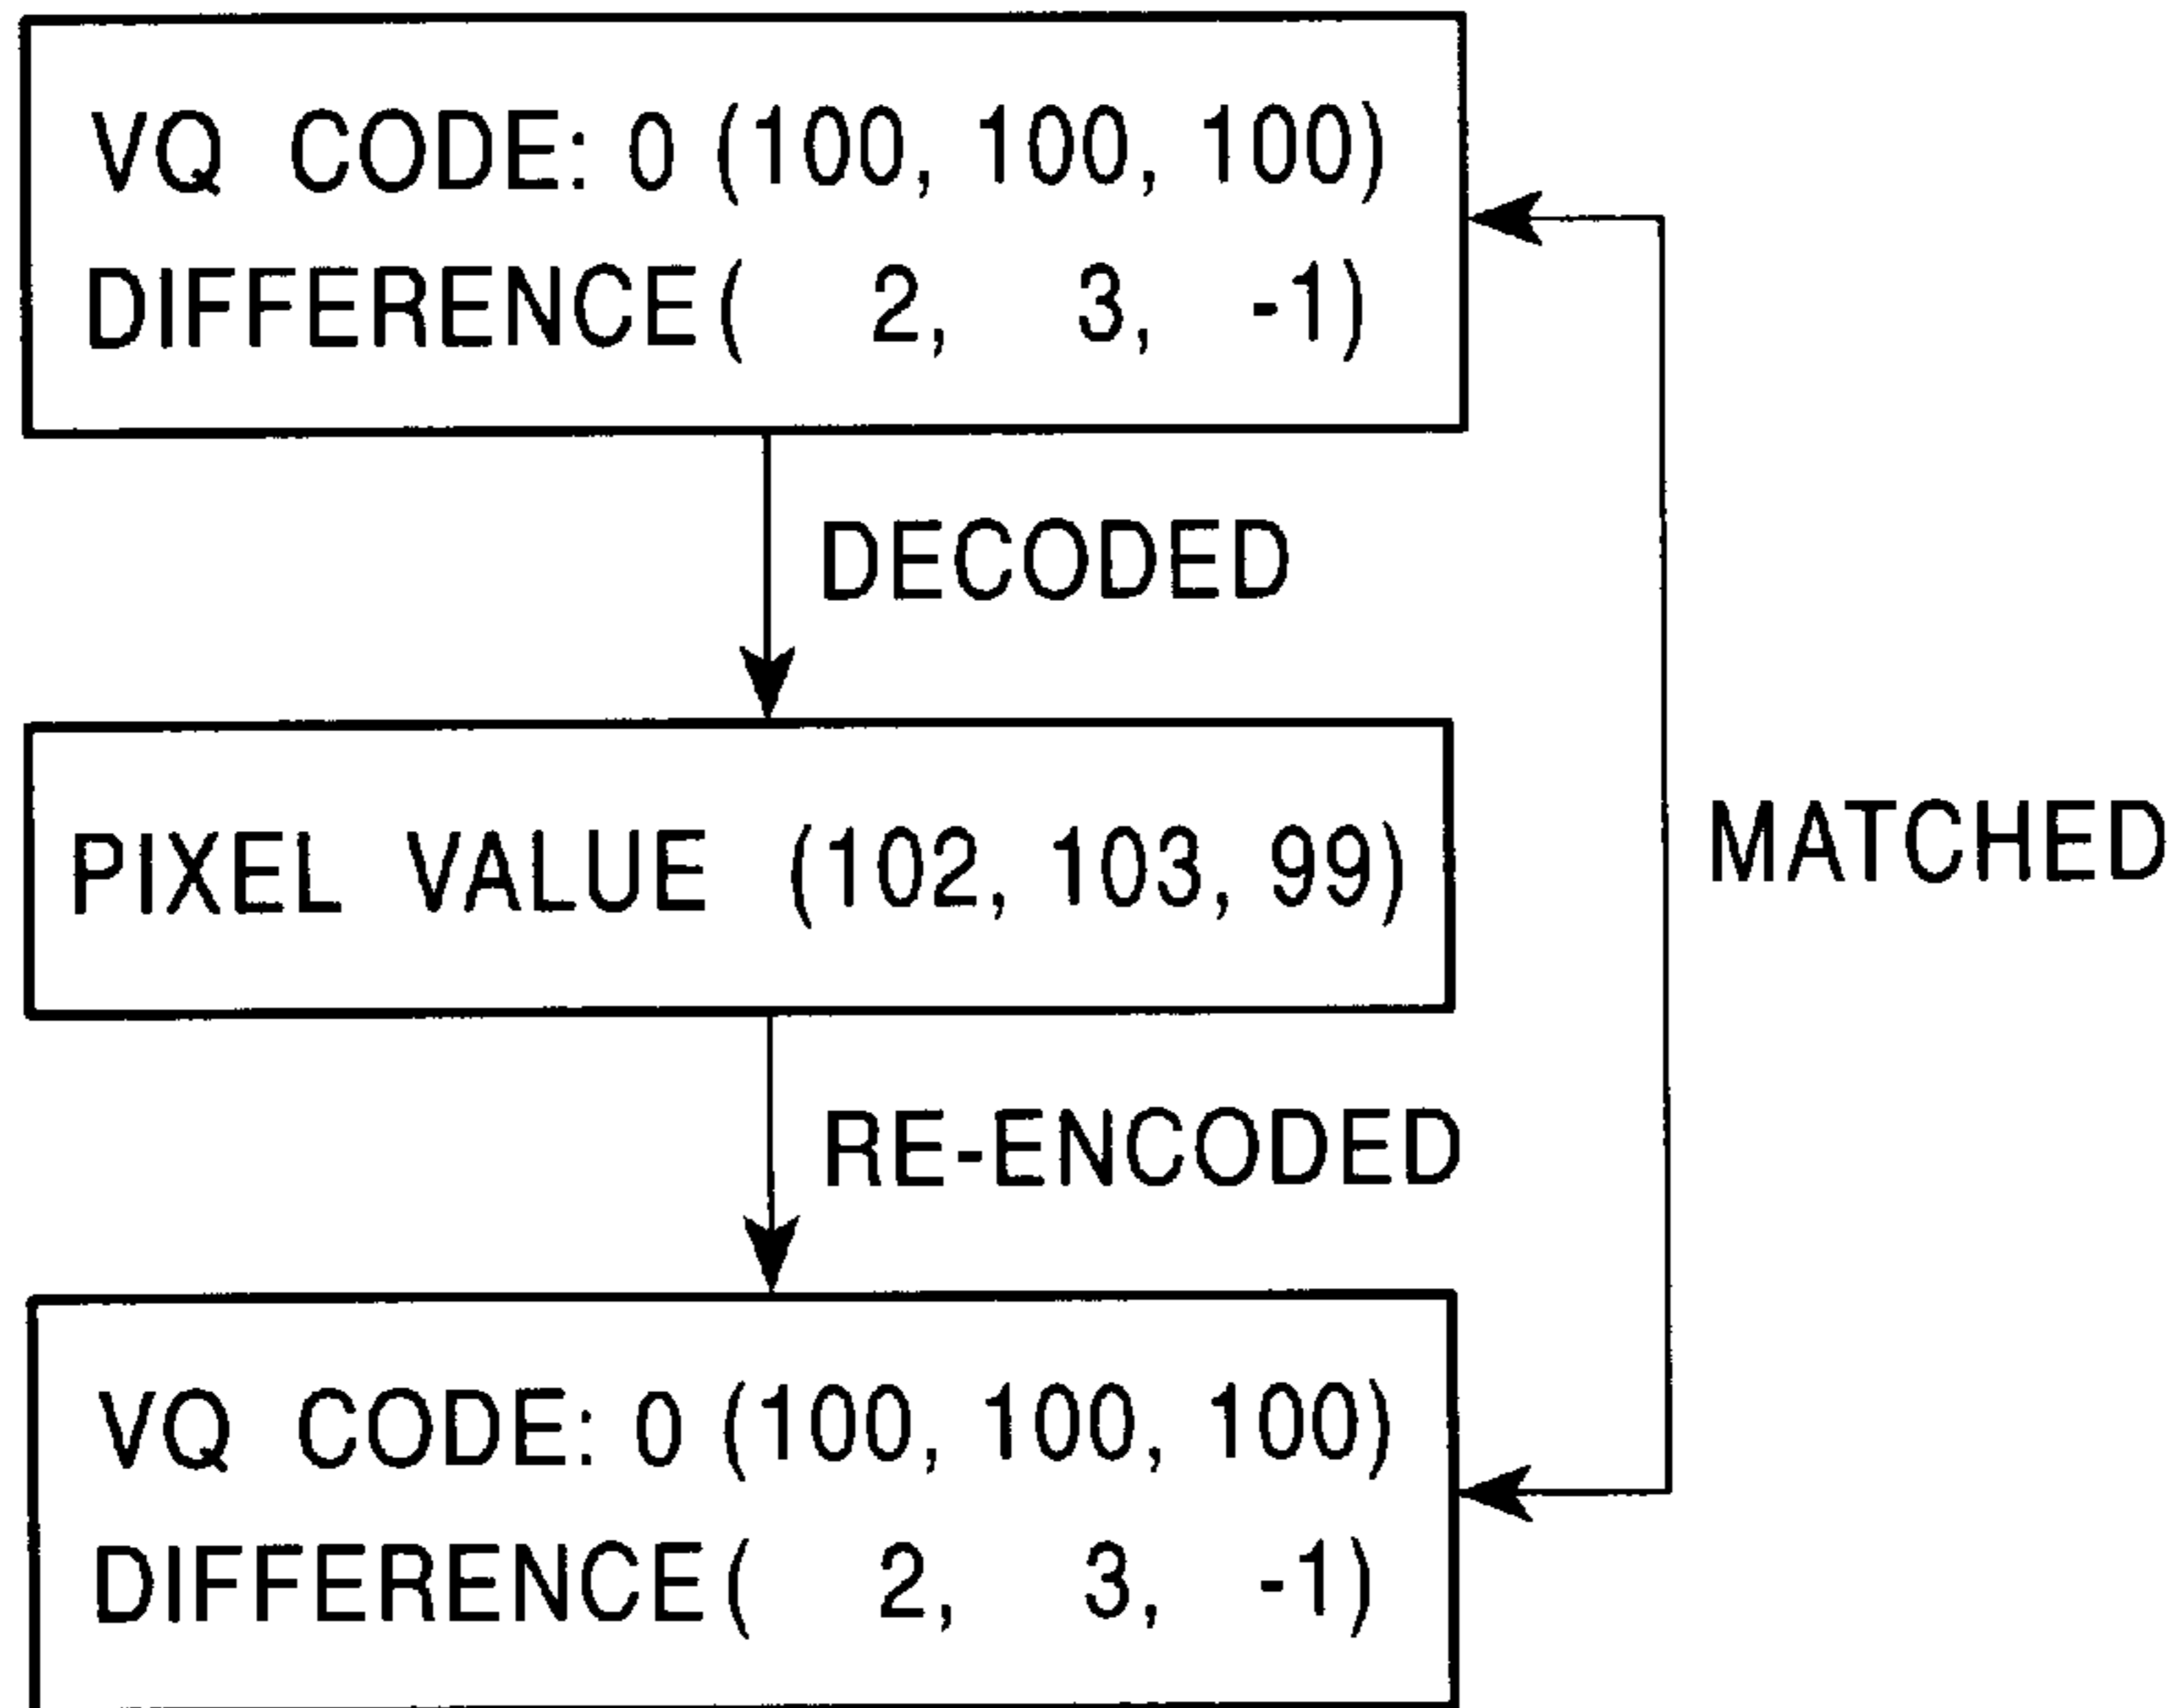 VQ CODE: 0 (100, 100, 100)
DIFFERENCE( 2, 3, -1)
DECODED
PIXEL VALUE (102, 103, 99)
MATCHED
RE-ENCODED
VQ CODE: 0 (100, 100, 100)
DIFFERENCE( 2, 3, -1)